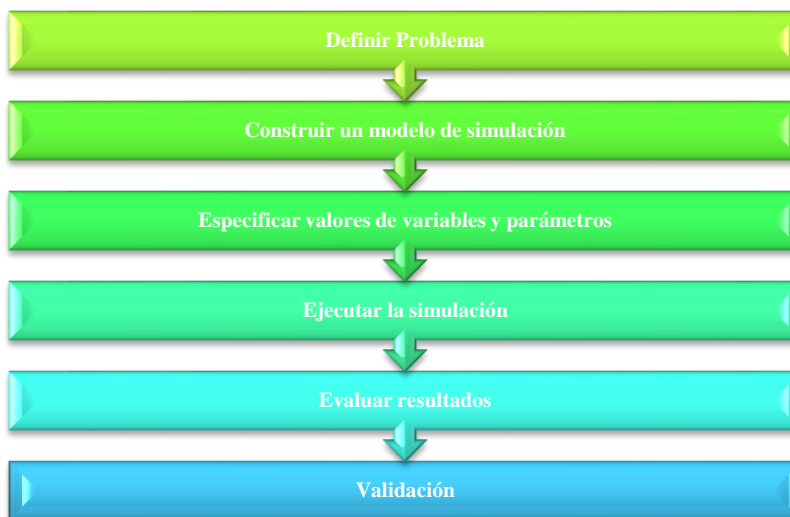 Definir Problema
Construir un modelo de simulación
Especificar valores de variables y parámetros
Ejecutar la simulación
Evaluar resultados
Validación